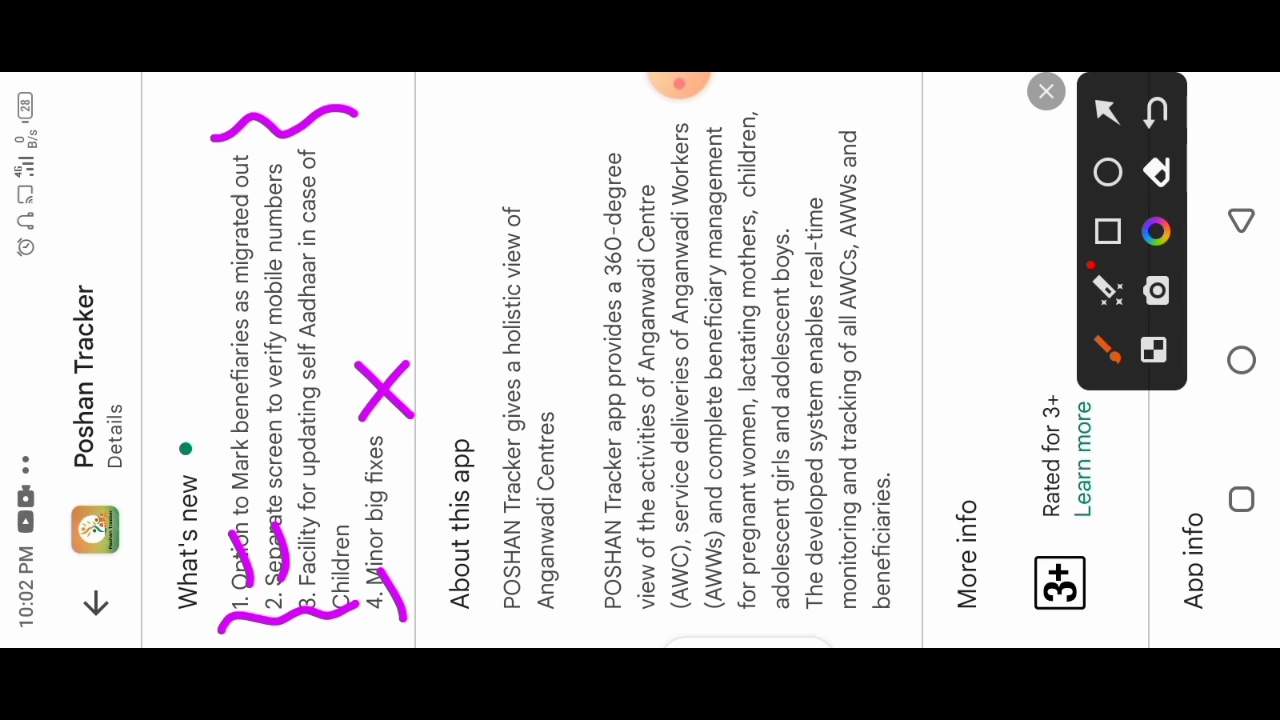 10:02 PM
0
B/s
4G
28
Poshan Tracker
Details
What's new
1. Option to Mark benefiaries as migrated out
2. Separate screen to verify mobile numbers
3. Facility for updating self Aadhaar in case of
Children
4. Minor big fixes
About this app
POSHAN Tracker gives a holistic view of
Anganwadi Centres
POSHAN Tracker app provides a 360-degree
view of the activities of Anganwadi Centre
(AWC), service deliveries of Anganwadi Workers
(AWWs) and complete beneficiary management
for pregnant women, lactating mothers, children,
adolescent girls and adolescent boys.
The developed system enables real-time
monitoring and tracking of all AWCs, AWWs and
beneficiaries.
More info
3+
Rated for 3+
Learn more
App info